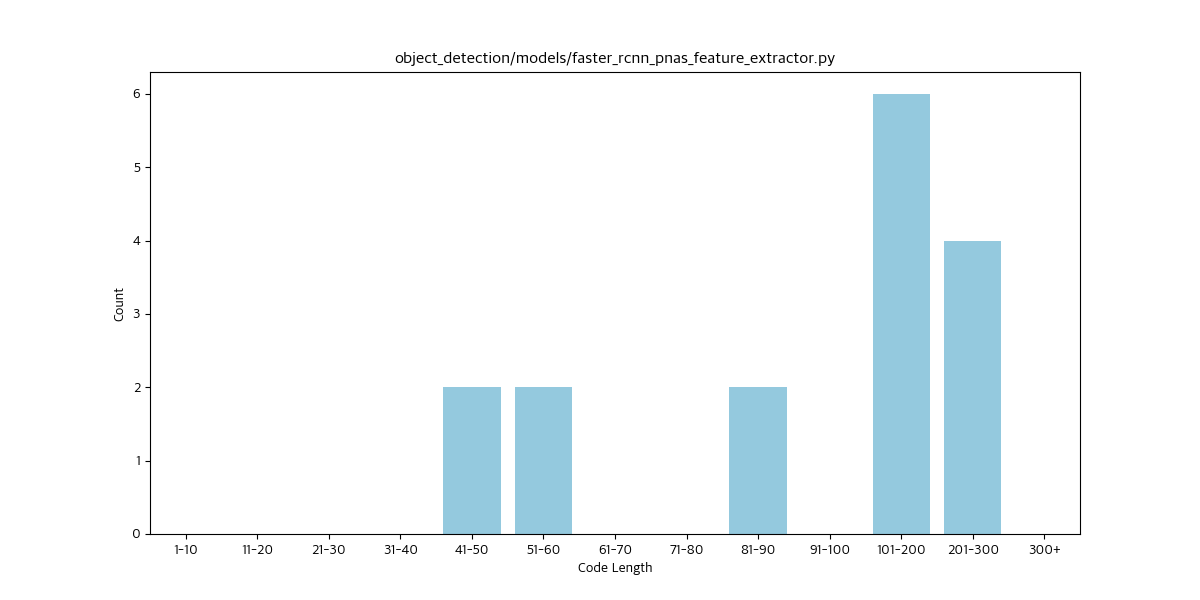 object_detection/models/faster_rcnn_pnas_feature_extractor.py
6
5
4
3
2
1
0
Count
1-10 11-20 21-30 31-40 41-50 51-60 61-70 71-80 81-90 91-100 101-200 201-300 300+
Code Length